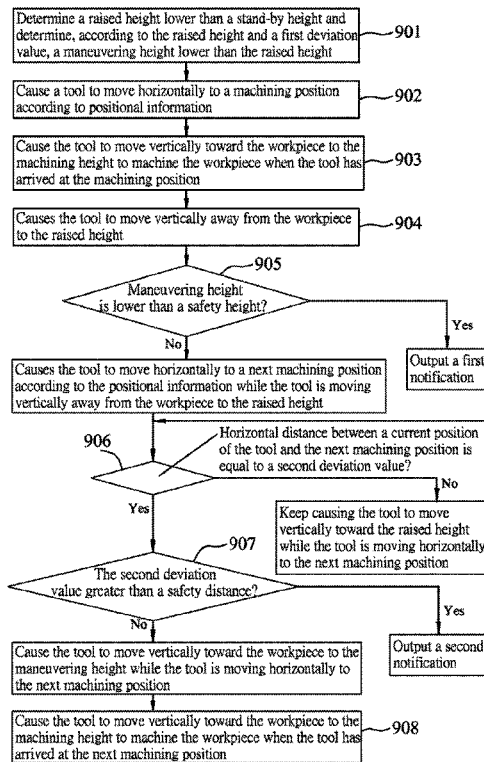 Determine a raised height lower than a stand-by height and
determine, according to the raised height and a first deviation
value, a maneuvering height lower than the raised height
901
Cause a tool to move horizontally to a machining position
according to positional information
902
Cause the tool to move vertically toward the workpiece to the
machining height to machine the workpiece when the tool has
arrived at the machining position
903
Causes the tool to move vertically away from the workpiece
to the raised height
904
905
Maneuvering height
is lower than a safety height?
Yes
No
Output a first
notification
Causes the tool to move horizontally to a next machining position
according to the positional information while the tool is moving
vertically away from the workpiece to the raised height
906
Horizontal distance between a current position
of the tool and the next machining position is
equal to a second deviation value?
No
Yes
Keep causing the tool to move
vertically toward the raised height
while the tool is moving horizontally
to the next machining position
907
The second deviation
value greater than a safety distance?
Yes
No
Output a second
notification
Cause the tool to move vertically toward the workpiece to the
maneuvering height while the tool is moving horizontally to
the next machining position
Cause the tool to move vertically toward the workpiece to the
machining height to machine the workpiece when the tool has
arrived at the next machining position
908